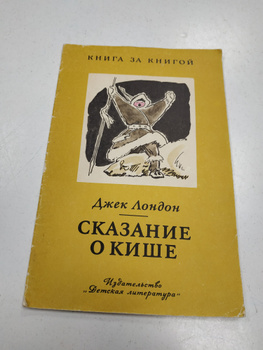 КНИГА ЗА КНИГОЙ
Джек Лондон
СКАЗАНИЕ
О КИШЕ
Издательство
„Детская литература“